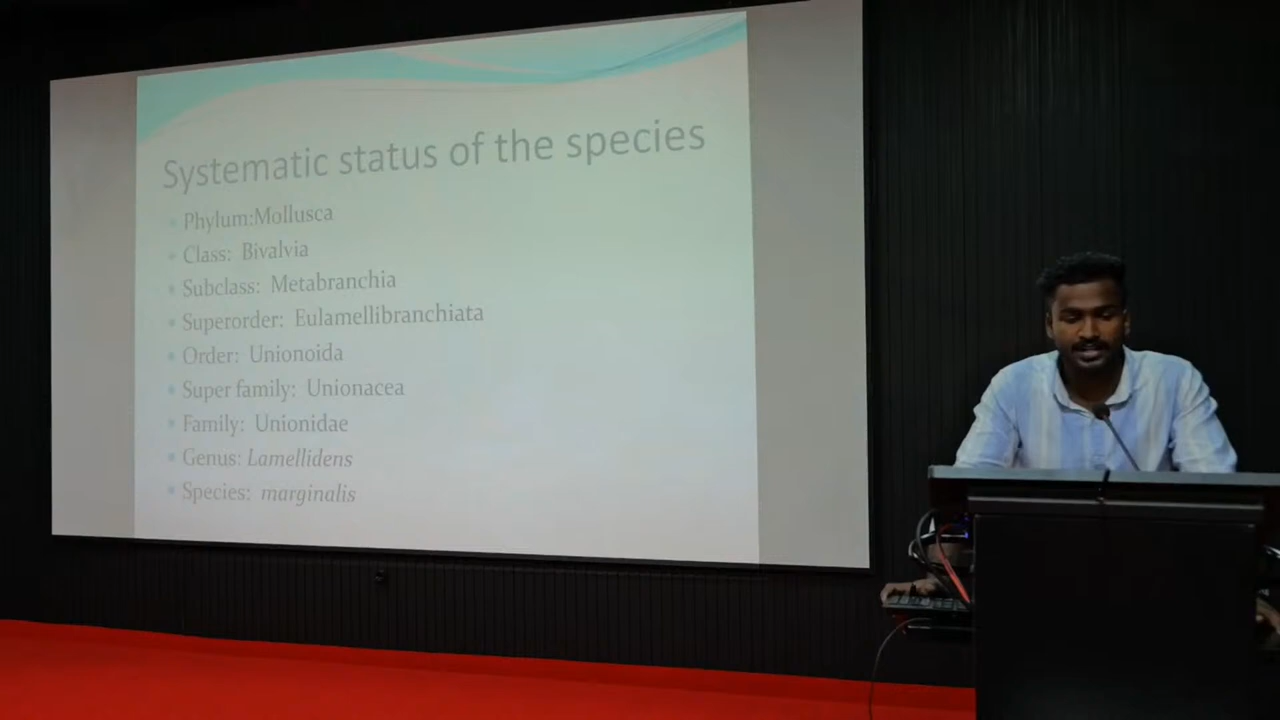 Systematic status of the species
Phylum:Mollusca
Class: Bivalvia
Subclass: Metabranchia
Superorder: Eulamellibranchiata
Order: Unionoida
Super family: Unionacea
Family: Unionidae
Genus: Lamellidens
Species: marginalis